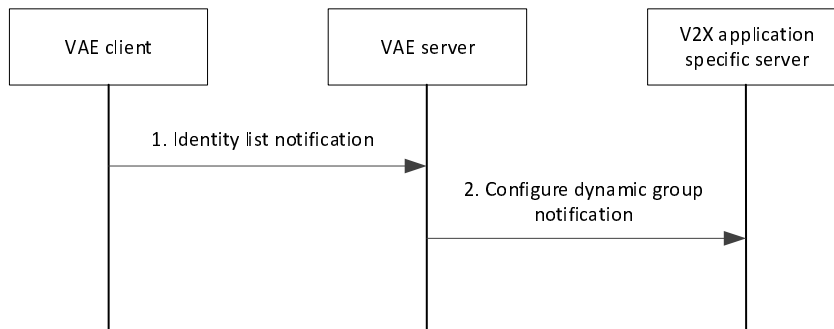 VAE client
VAE server
V2X application
specific server
1. Identity list notification
2. Configure dynamic group
notification